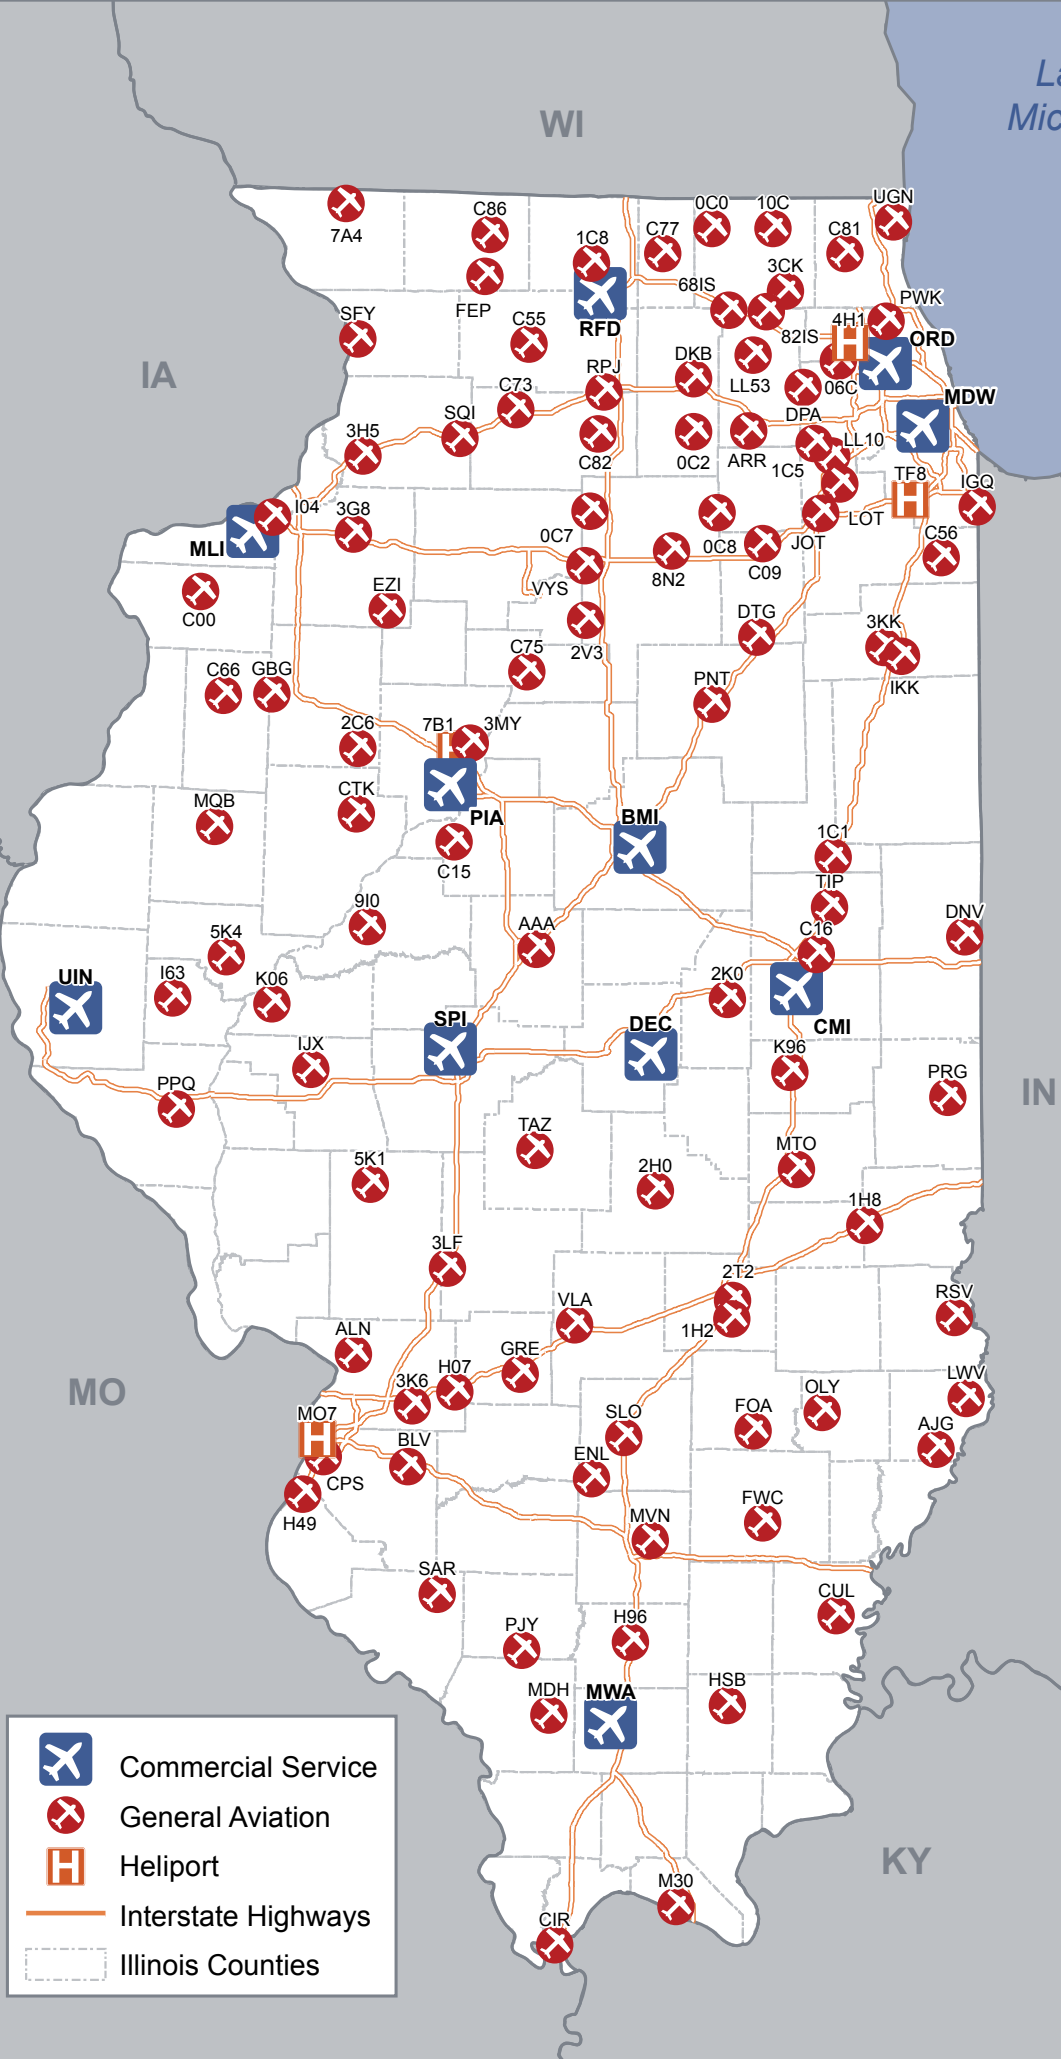 La
Mic
WI
UGN
0C0
10C
C86
7A4
C77
C81
1C8
3CK
68IS
PWK
FEP
SFY
C55
RFD
4H1
82IS
ORD
IA
DKB
RPJ
LL53
06C
C73
MDW
SQI
DPA
3H5
LL10
C82
0C2
ARR
1C5
TF8
IGQ
I04
3G8
LOT
0C7
C56
MLI
0C8
JOT
8N2
C09
EZI
VYS
C00
DTG
3KK
C75
2V3
C66
GBG
PNT
IKK
2C6
7B1
3MY
CTK
MQB
PIA
BMI
1C1
C15
TIP
9I0
AAA
DNV
5K4
C16
UIN
I63
K06
2K0
SPI
DEC
CMI
IJX
K96
PPQ
PRG
IN
TAZ
MTO
5K1
2H0
1H8
3LF
2T2
VLA
RSV
ALN
1H2
GRE
H07
3K6
LWV
MO
OLY
MO7
SLO
FOA
AJG
BLV
ENL
CPS
FWC
H49
MVN
SAR
CUL
PJY
H96
HSB
MDH
MWA
Commercial Service
General Aviation
H Heliport
Interstate Highways
Illinois Counties
KY
M30
CIR